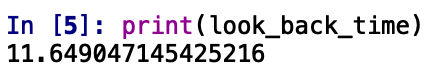 In [5]: print(look_back_time)
11.649047145425216